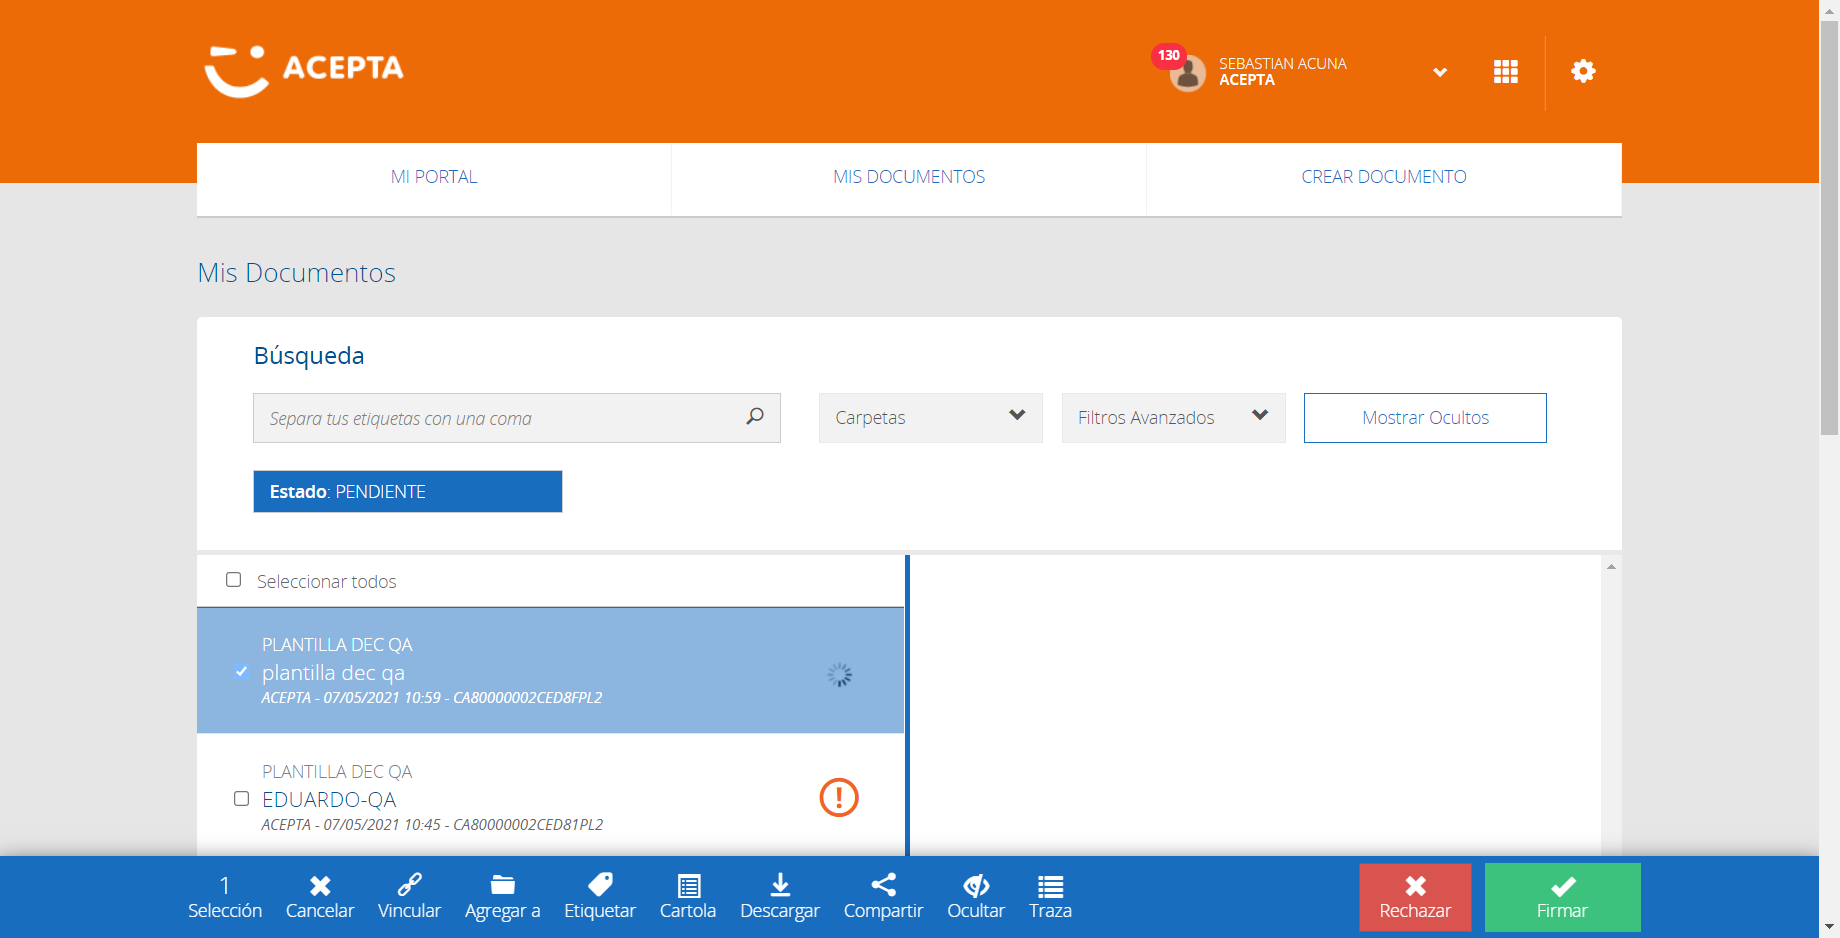 ACEPTA
130
SEBASTIAN ACUNA
ACEPTA
MI PORTAL
MIS DOCUMENTOS
CREAR DOCUMENTO
Mis Documentos
Búsqueda
Separa tus etiquetas con una coma
Carpetas
Filtros Avanzados
Mostrar Ocultos
Estado: PENDIENTE
Seleccionar todos
PLANTILLA DEC QA
plantilla dec qa
ACEPTA - 07/05/2021 10:59 - CA80000002CED8FPL2
PLANTILLA DEC QA
EDUARDO-QA
ACEPTA - 07/05/2021 10:45 - CA80000002CED81PL2
1
Selección
Cancelar
Vincular
Agregar a
Etiquetar
Cartola
Descargar
Compartir
Ocultar
Traza
Rechazar
Firmar